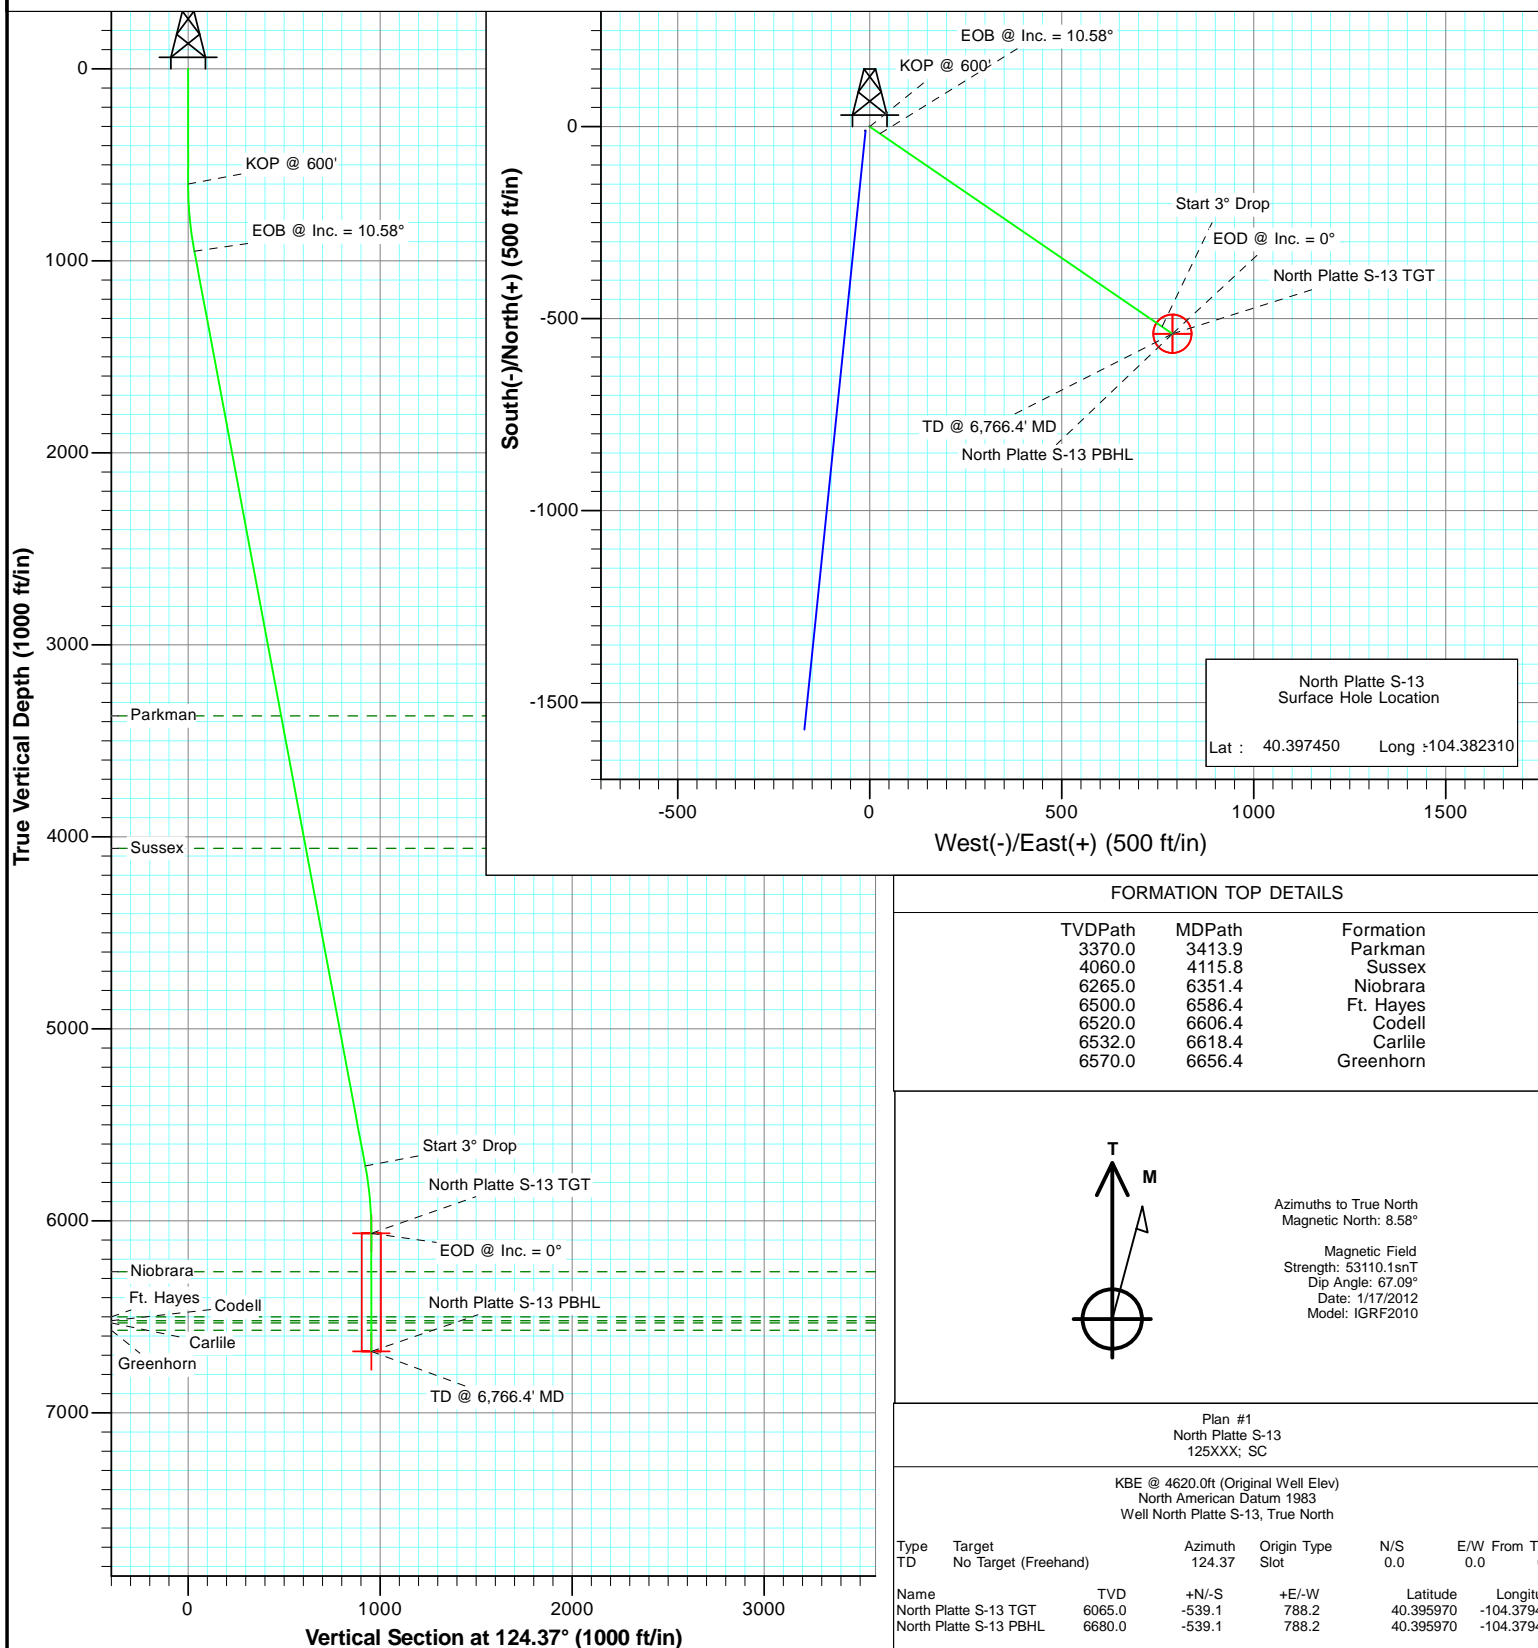 0
1000
2000
3000
4000
5000
6000
7000
True Vertical Depth (1000 ft/in)
0
1000
2000
3000
Vertical Section at 124.37° (1000 ft/in)
KOP @ 600'
EOB @ Inc. = 10.58°
Parkman
Sussex
Start 3° Drop
North Platte S-13 TGT
EOD @ Inc. = 0°
Niobrara
Ft. Hayes
Codell
North Platte S-13 PBHL
Carlile
Greenhorn
TD @ 6,766.4' MD
0
-500
-1000
-1500
South(-)/North(+) (500 ft/in)
-500
0
500
1000
1500
West(-)/East(+) (500 ft/in)
EOB @ Inc. = 10.58°
KOP @ 600'
Start 3° Drop
EOD @ Inc. = 0°
North Platte S-13 TGT
TD @ 6,766.4' MD
North Platte S-13 PBHL
North Platte S-13
Surface Hole Location
Lat : 40.397450 Long :-104.382310
FORMATION TOP DETAILS
TVDPath MDPath Formation
3370.0 3413.9 Parkman
4060.0 4115.8 Sussex
6265.0 6351.4 Niobrara
6500.0 6586.4 Ft. Hayes
6520.0 6606.4 Codell
6532.0 6618.4 Carlile
6570.0 6656.4 Greenhorn
T
M
Azimuths to True North
Magnetic North: 8.58°
Magnetic Field
Strength: 53110.1snT
Dip Angle: 67.09°
Date: 1/17/2012
Model: IGRF2010
Plan #1
North Platte S-13
125XXX; SC
KBE @ 4620.0ft (Original Well Elev)
North American Datum 1983
Well North Platte S-13, True North
Type Target Azimuth Origin Type N/S E/W From T
TD No Target (Freehand) 124.37 Slot 0.0 0.0
Name TVD +N/-S +E/-W Latitude Longitu
North Platte S-13 TGT 6065.0 -539.1 788.2 40.395970 -104.379
North Platte S-13 PBHL 6680.0 -539.1 788.2 40.395970 -104.379